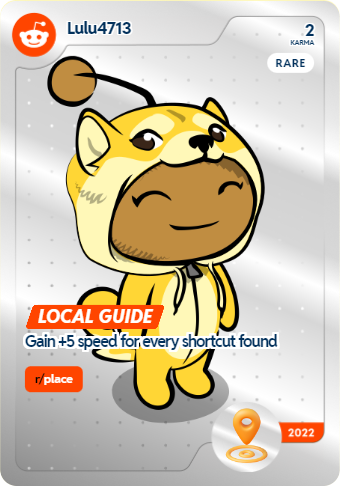 Lulu4713
2
KARMA
RARE
LOCAL GUIDE
Gain +5 speed for every shortcut found
r/place
2022